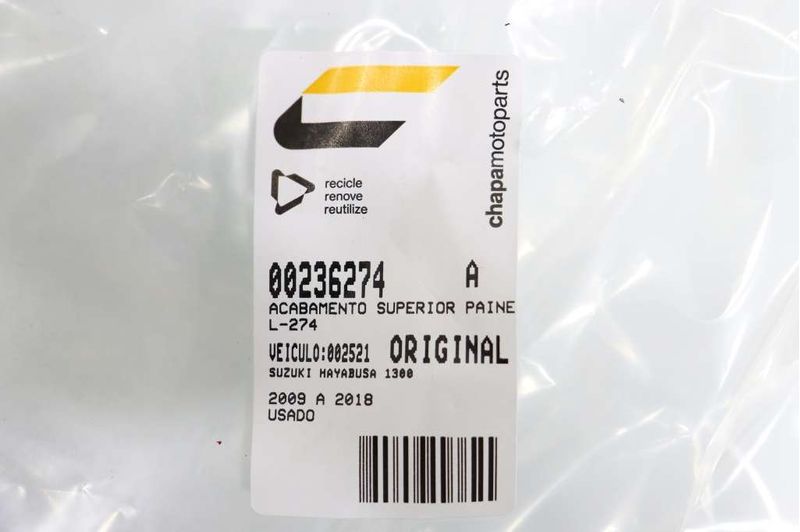 chapamotoparts
recicle
renove
reutilize
00236274 A
ACABAMENTO SUPERIOR PAINE
L-274
VEICULO:002521 ORIGINAL
SUZUKI HAYABUSA 1300
2009 A 2018
USADO